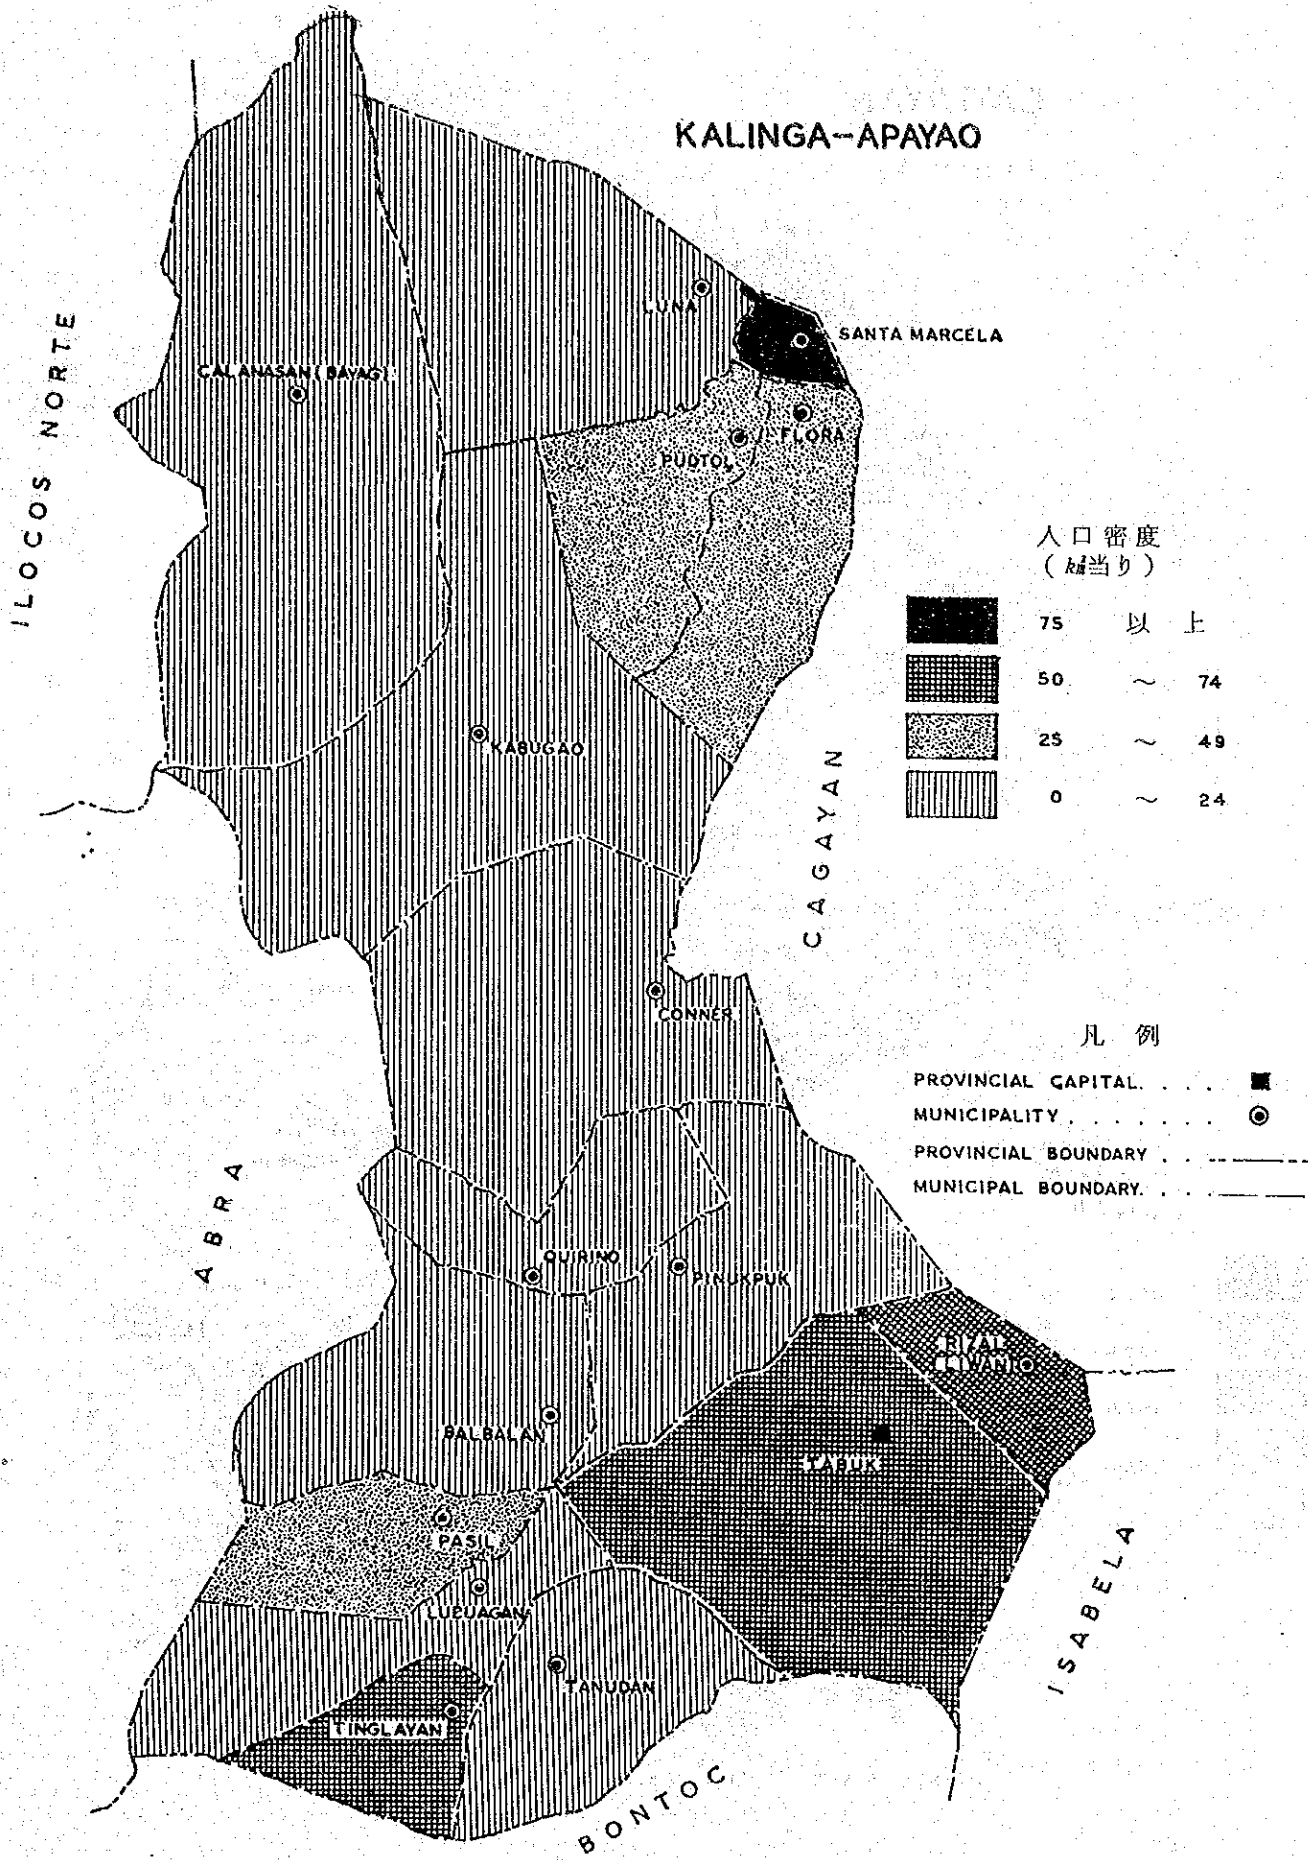 KALINGA-APAYAO
LUNA
SANTA MARCELA
CALANASAN (BAYAG)
FLORA
PUDTOL
ILOCOS NORTE
人口密度
(km²当り)
75 以上
50 ~ 74
25 ~ 49
0 ~ 24
KABUGAO
CAGAYAN
CONNER
凡例
PROVINCIAL CAPITAL. . . .
MUNICIPALITY . . . . . . .
PROVINCIAL BOUNDARY . . .
MUNICIPAL BOUNDARY. . . .
ABRA
QUIRINO
PINUKPUK
RIZAL
BALBALAN
TABUK
PASIL
LUBUAGAN
ISABELA
TANUDAN
TINGLAYAN
BONTOC